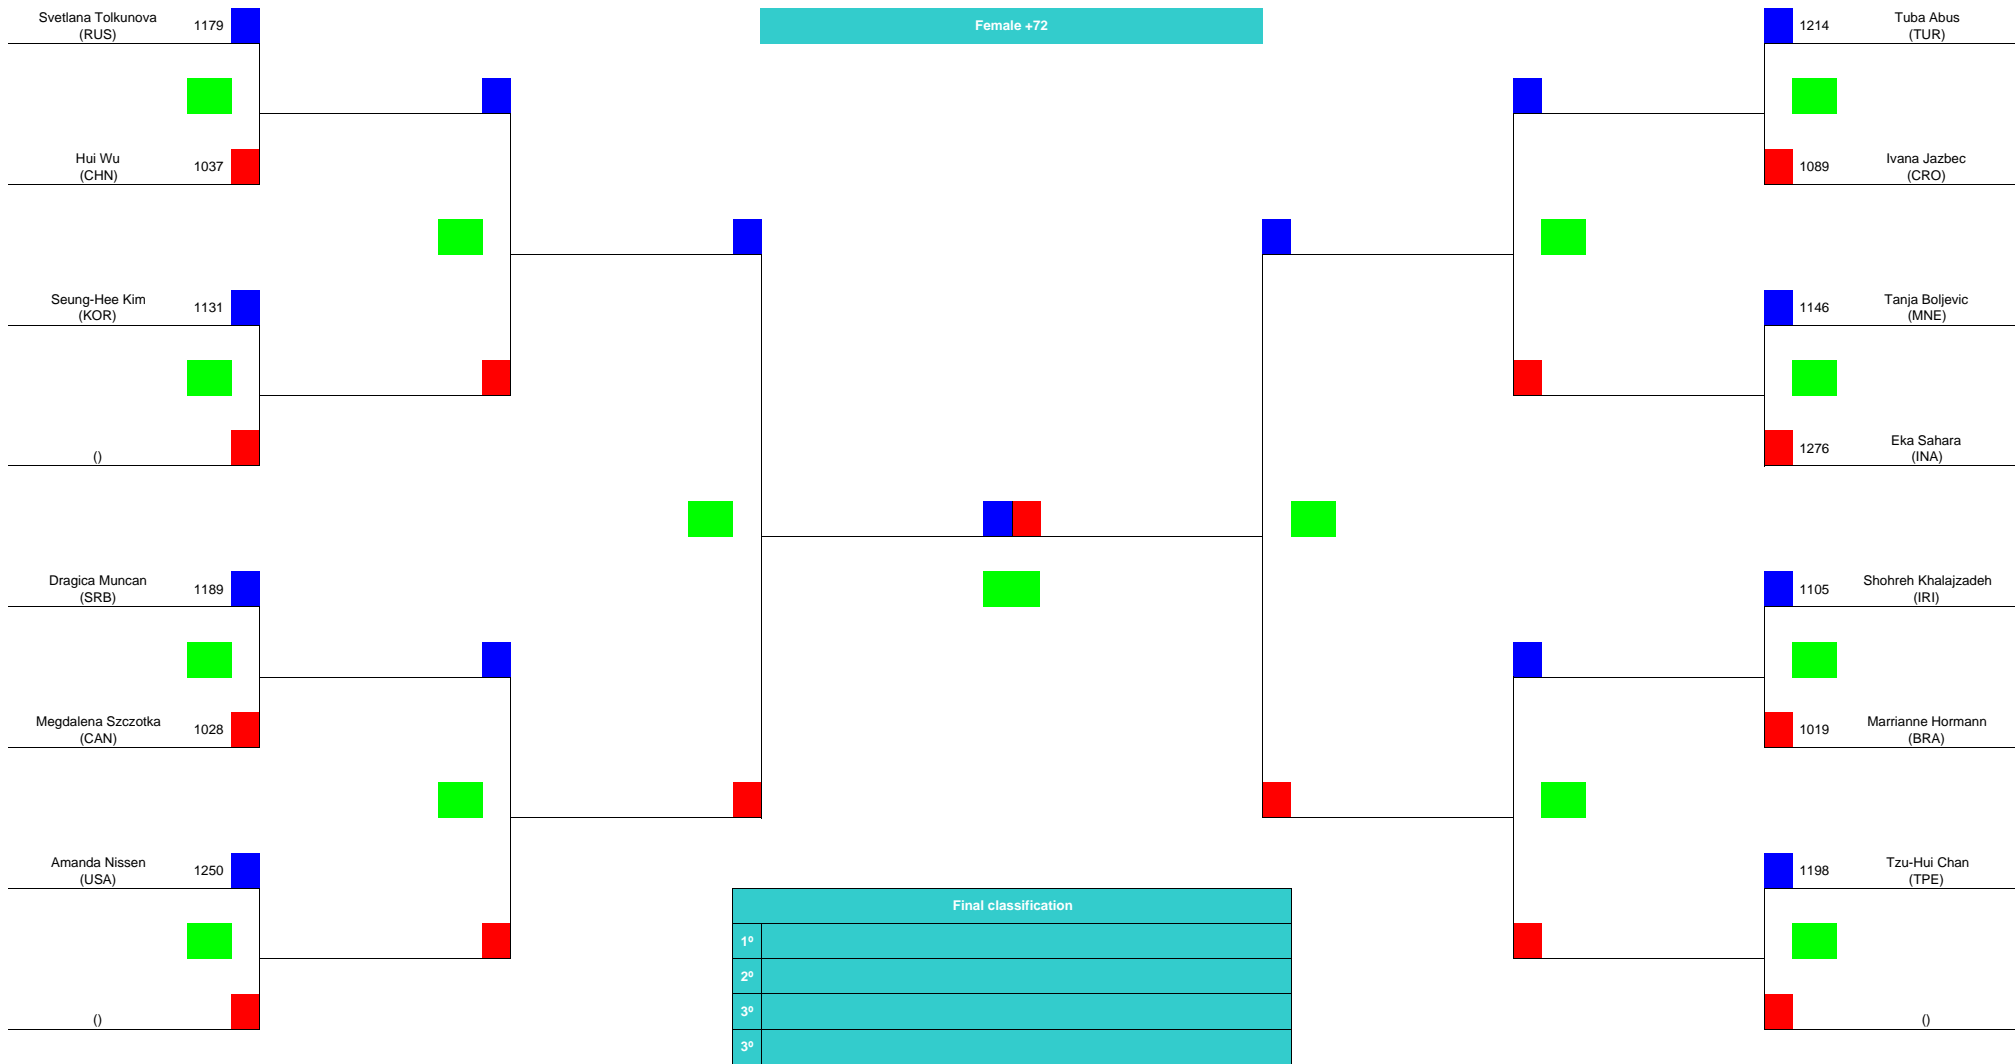 Female +72
Svetlana Tolkunova
(RUS)
1179
Hui Wu
(CHN)
1037
Seung-Hee Kim
(KOR)
1131
()
Dragica Muncan
(SRB)
1189
Megdalena Szczotka
(CAN)
1028
Amanda Nissen
(USA)
1250
()
1214
Tuba Abus
(TUR)
1089
Ivana Jazbec
(CRO)
1146
Tanja Boljevic
(MNE)
1276
Eka Sahara
(INA)
1105
Shohreh Khalajzadeh
(IRI)
1019
Marrianne Hormann
(BRA)
1198
Tzu-Hui Chan
(TPE)
()
Final classification
1º
2º
3º
3º